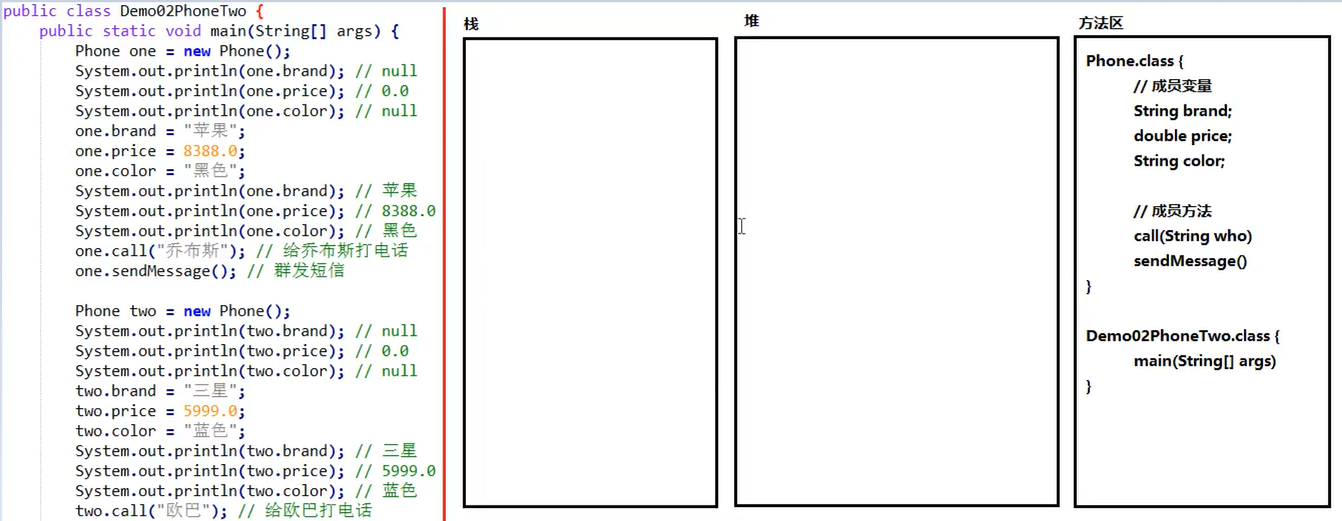 public class Demo02PhoneTwo {
public static void main(String[] args) {
Phone one = new Phone();
System.out.println(one.brand); // null
System.out.println(one.price); // 0.0
System.out.println(one.color); // null
one.brand = "苹果";
one.price = 8388.0;
one.color = "黑色";
System.out.println(one.brand); // 苹果
System.out.println(one.price); // 8388.0
System.out.println(one.color); // 黑色
one.call("乔布斯"); // 给乔布斯打电话
one.sendMessage(); // 群发短信
Phone two = new Phone();
System.out.println(two.brand); // null
System.out.println(two.price); // 0.0
System.out.println(two.color); // null
two.brand = "三星";
two.price = 5999.0;
two.color = "蓝色";
System.out.println(two.brand); // 三星
System.out.println(two.price); // 5999.0
System.out.println(two.color); // 蓝色
two.call("欧巴"); // 给欧巴打电话
栈
堆
方法区
Phone.class {
// 成员变量
String brand;
double price;
String color;
// 成员方法
call(String who)
sendMessage()
}
Demo02PhoneTwo.class {
main(String[] args)
}